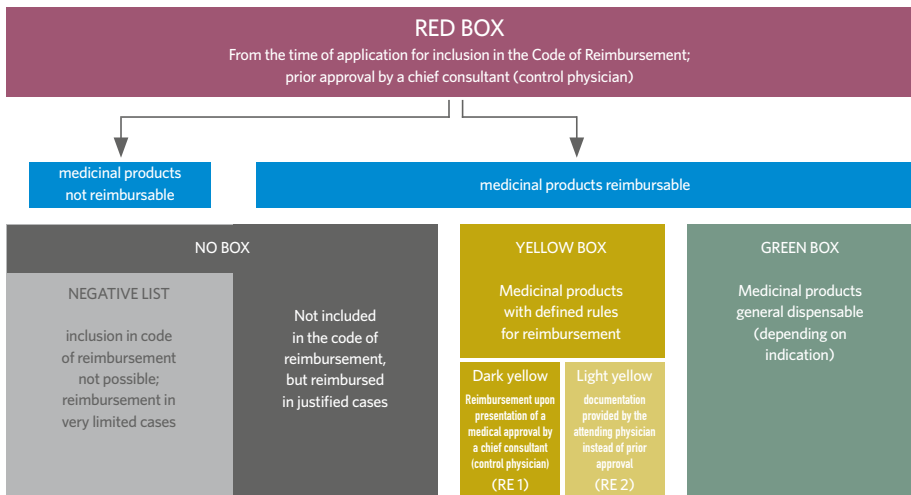 RED BOX
From the time of application for inclusion in the Code of Reimbursement;
prior approval by a chief consultant (control physician)
medicinal products
not reimbursable
medicinal products reimbursable
NO BOX
NEGATIVE LIST
inclusion in code
of reimbursement
not possible;
reimbursement in
very limited cases
Not included
in the code of
reimbursement,
but reimbursed
in justified cases
YELLOW BOX
Medicinal products
with defined rules
for reimbursement
Dark yellow
Reimbursement upon
presentation of a
medical approval by
a chief consultant
(control physician)
(RE 1)
Light yellow
documentation
provided by the
attending physician
instead of prior
approval
(RE 2)
GREEN BOX
Medicinal products
general dispensable
(depending on
indication)